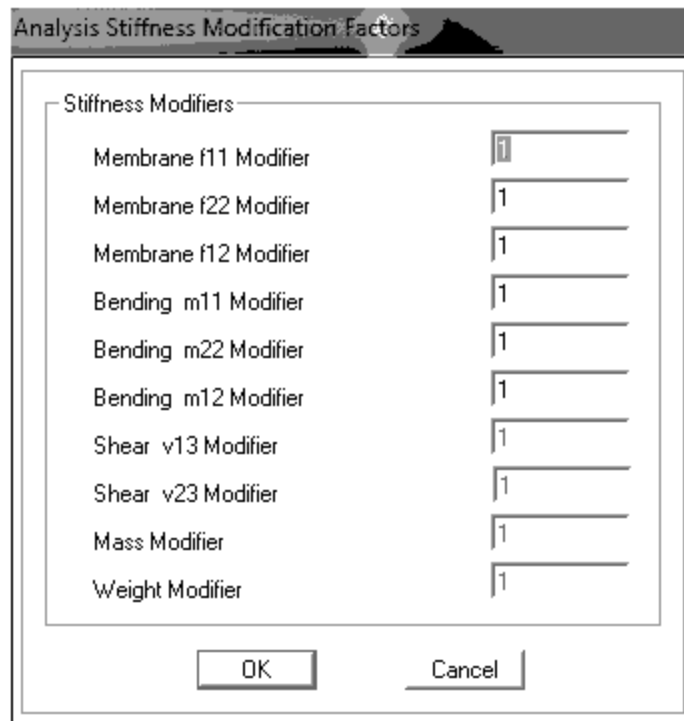 Analysis Stiffness Modification Factors
Stiffness Modifiers
Membrane f11 Modifier 1
Membrane f22 Modifier 1
Membrane f12 Modifier 1
Bending m11 Modifier 1
Bending m22 Modifier 1
Bending m12 Modifier 1
Shear v13 Modifier 1
Shear v23 Modifier 1
Mass Modifier 1
Weight Modifier 1
OK Cancel